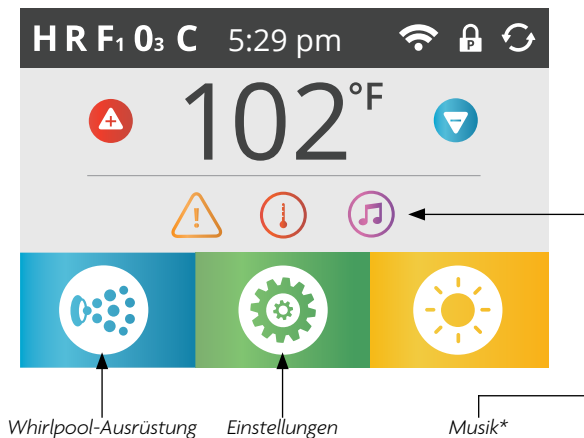 H R F1 03 C 5:29 pm P
102°F
Whirlpool-Ausrüstung Einstellungen Musik*